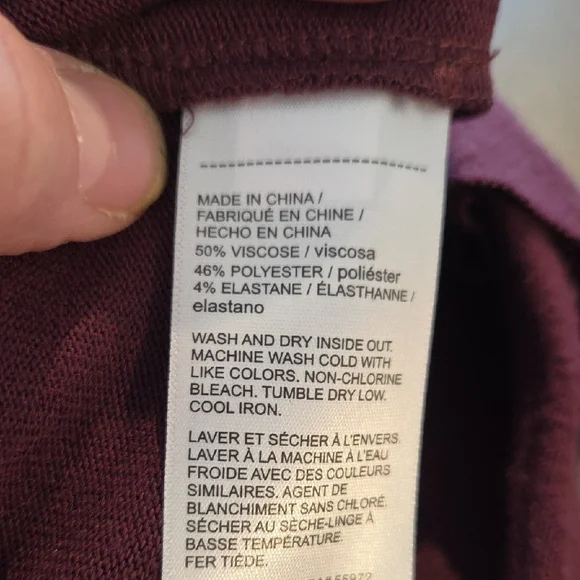 MADE IN CHINA /
FABRIQUÉ EN CHINE /
HECHO EN CHINA
50% VISCOSE / viscosa
46% POLYESTER / poliéster
4% ELASTANE / ÉLASTHANNE /
elastano
WASH AND DRY INSIDE OUT.
MACHINE WASH COLD WITH
LIKE COLORS. NON-CHLORINE
BLEACH. TUMBLE DRY LOW.
COOL IRON.
LAVER ET SÉCHER À L'ENVERS.
LAVER À LA MACHINE À L'EAU
FROIDE AVEC DES COULEURS
SIMILAIRES. AGENT DE
BLANCHIMENT SANS CHLORE.
SÉCHER AU SÈCHE-LINGE À
BASSE TEMPÉRATURE.
FER TIÈDE.